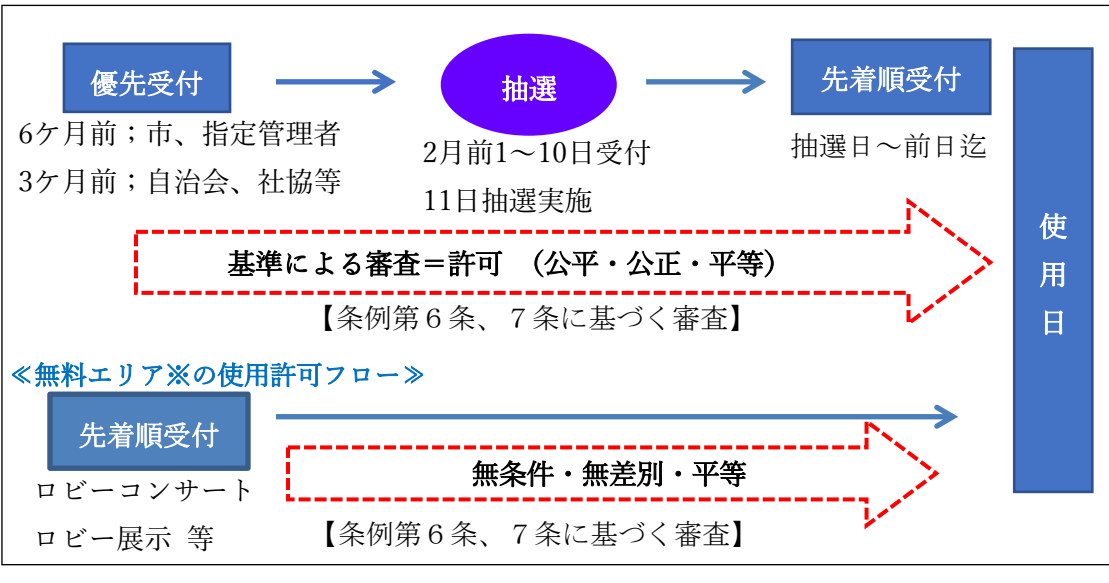 優先受付
抽選
先着順受付
6ケ月前；市、指定管理者
3ケ月前；自治会、社協等
2月前1～10日受付
11日抽選実施
抽選日～前日迄
使用日
基準による審査＝許可　（公平・公正・平等）
【条例第６条、７条に基づく審査】
≪無料エリア※の使用許可フロー≫
先着順受付
無条件・無差別・平等
ロビーコンサート
ロビー展示 等
【条例第６条、７条に基づく審査】